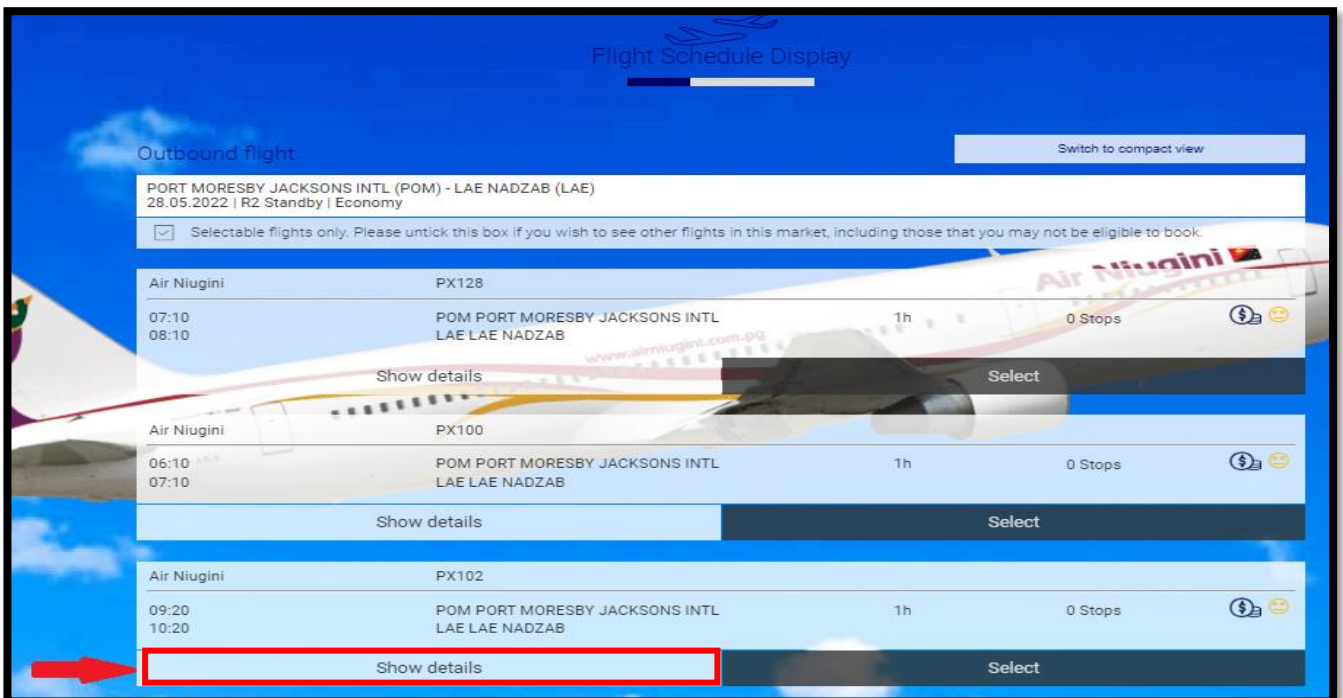 Flight Schedule Display
Outbound flight
Switch to compact view
PORT MORESBY JACKSONS INTL (POM) - LAE NADZAB (LAE)
28.05.2022 | R2 Standby | Economy
Selectable flights only. Please untick this box if you wish to see other flights in this market, including those that you may not be eligible to book.
Air Niugini
Air Niugini PX128
07:10 POM PORT MORESBY JACKSONS INTL 1h 0 Stops
08:10 LAE LAE NADZAB
www.airniugini.com.pg
Show details Select
Air Niugini PX100
06:10 POM PORT MORESBY JACKSONS INTL 1h 0 Stops
07:10 LAE LAE NADZAB
Show details Select
Air Niugini PX102
09:20 POM PORT MORESBY JACKSONS INTL 1h 0 Stops
10:20 LAE LAE NADZAB
Show details Select